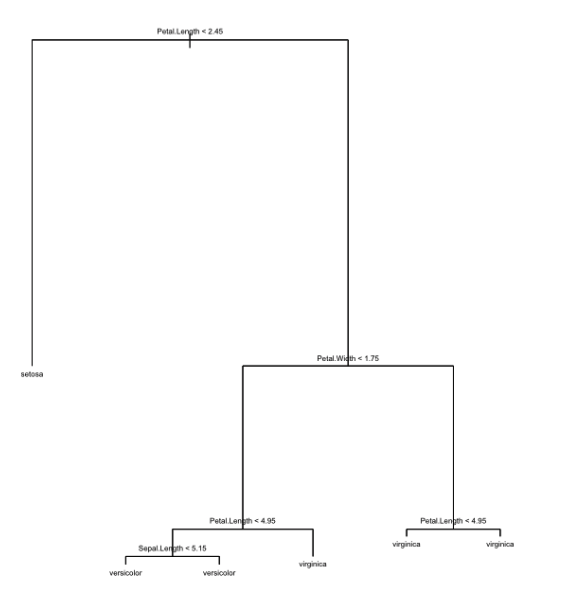 Petal.Length < 2.45
Petal.Width < 1.75
setosa
Petal.Length < 4.95
Petal.Length < 4.95
Sepal.Length < 5.15
virginica
virginica
virginica
versicolor
versicolor